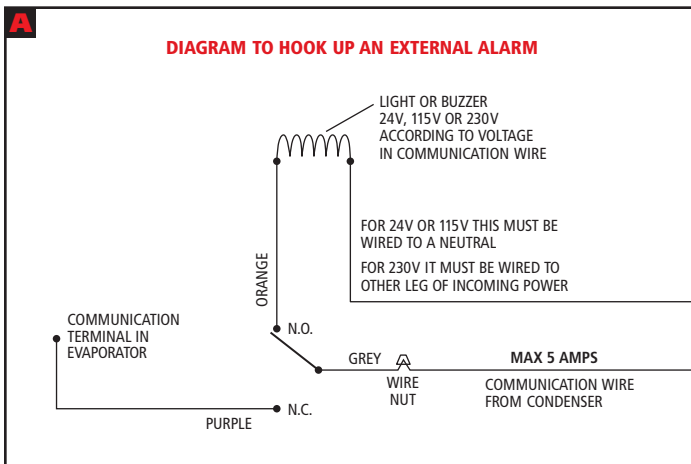 A
DIAGRAM TO HOOK UP AN EXTERNAL ALARM
LIGHT OR BUZZER
24V, 115V OR 230V
ACCORDING TO VOLTAGE
IN COMMUNICATION WIRE
FOR 24V OR 115V THIS MUST BE
WIRED TO A NEUTRAL
FOR 230V IT MUST BE WIRED TO
OTHER LEG OF INCOMING POWER
ORANGE
COMMUNICATION
TERMINAL IN
EVAPORATOR
N.O.
GREY
WIRE
NUT
MAX 5 AMPS
COMMUNICATION WIRE
FROM CONDENSER
N.C.
PURPLE